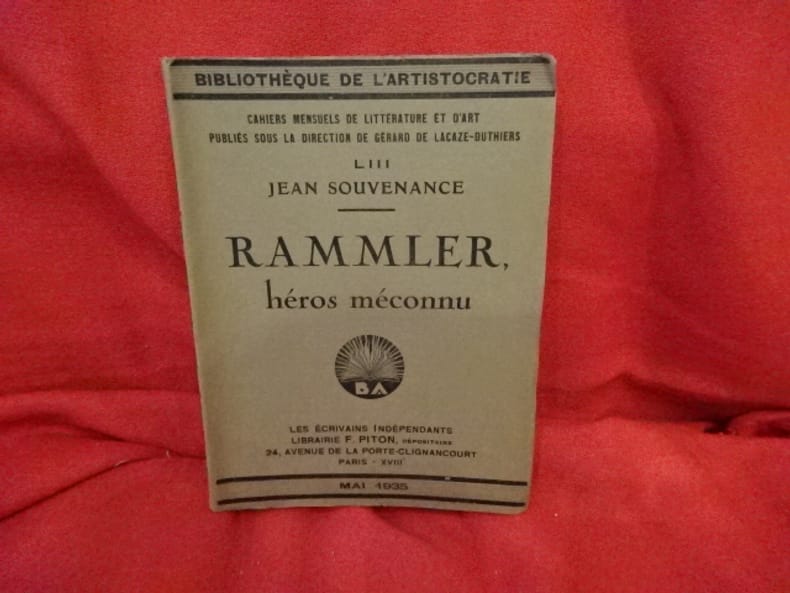 BIBLIOTHÈQUE DE L'ARTISTOCRATIE
CAHIERS MENSUELS DE LITTÉRATURE ET D'ART
PUBLIÉS SOUS LA DIRECTION DE GÉRARD DE LACAZE-DUTHIERS
LIII
JEAN SOUVENANCE
RAMMLER,
héros méconnu
BA
LES ÉCRIVAINS INDÉPENDANTS
LIBRAIRIE F. PITON, DÉPOSITAIRE
24, AVENUE DE LA PORTE-CLIGNANCOURT
PARIS - XVIII
MAI 1935